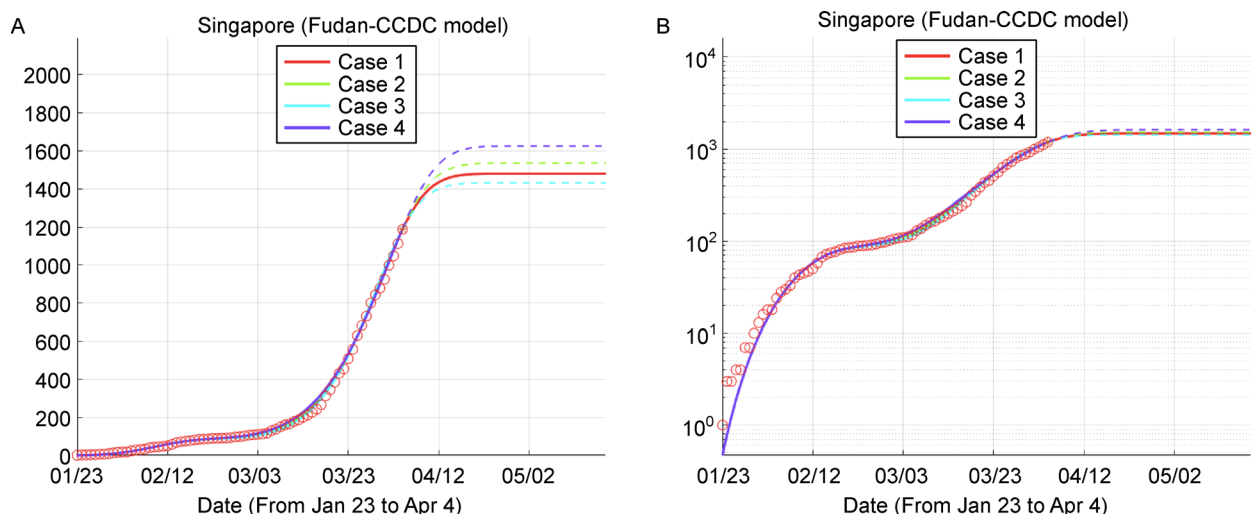 A
Singapore (Fudan-CCDC model)
Case 1
Case 2
Case 3
Case 4
2000
1800
1600
1400
1200
1000
800
600
400
200
0
01/23 02/12 03/03 03/23 04/12 05/02
Date (From Jan 23 to Apr 4)
B
Singapore (Fudan-CCDC model)
Case 1
Case 2
Case 3
Case 4
10⁴
10³
10²
10¹
10⁰
01/23 02/12 03/03 03/23 04/12 05/02
Date (From Jan 23 to Apr 4)